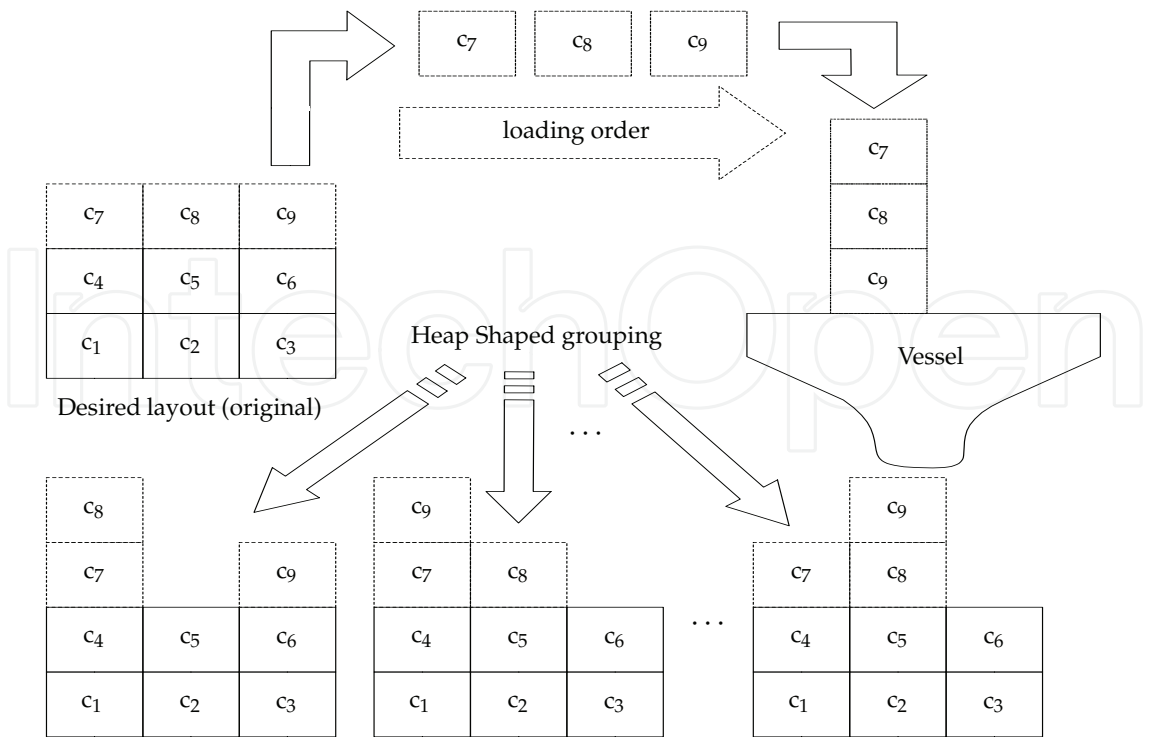 c7 c8 c9
loading order
c7
c8
c9
c7 c8 c9
c4 c5 c6
c1 c2 c3
Desired layout (original)
Heap Shaped grouping
Vessel
IntechOpen
. . .
c8
c7 c9
c4 c5 c6
c1 c2 c3
c9
c7 c8
c4 c5 c6
c1 c2 c3
. . .
c9
c7 c8
c4 c5 c6
c1 c2 c3